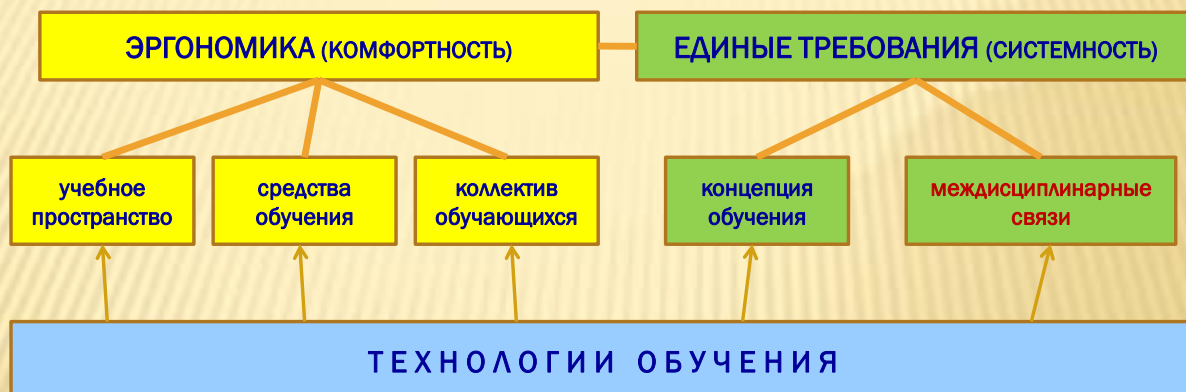 ЭРГОНОМИКА (КОМФОРТНОСТЬ)
ЕДИНЫЕ ТРЕБОВАНИЯ (СИСТЕМНОСТЬ)
учебное
пространство
средства
обучения
коллектив
обучающихся
концепция
обучения
междисциплинарные
связи
ТЕХНОЛОГИИ ОБУЧЕНИЯ